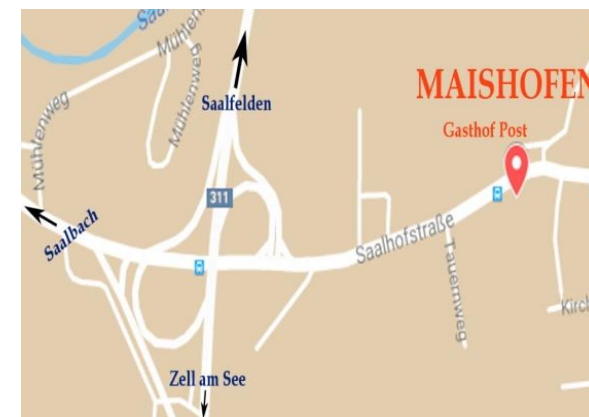 Mühlenweg
Saalfelden
MAISHOFEN
Gasthof Post
Mühlenweg
Mühlenweg
311
Saalbach
Saalhofstraße
Tauernweg
Zell am See